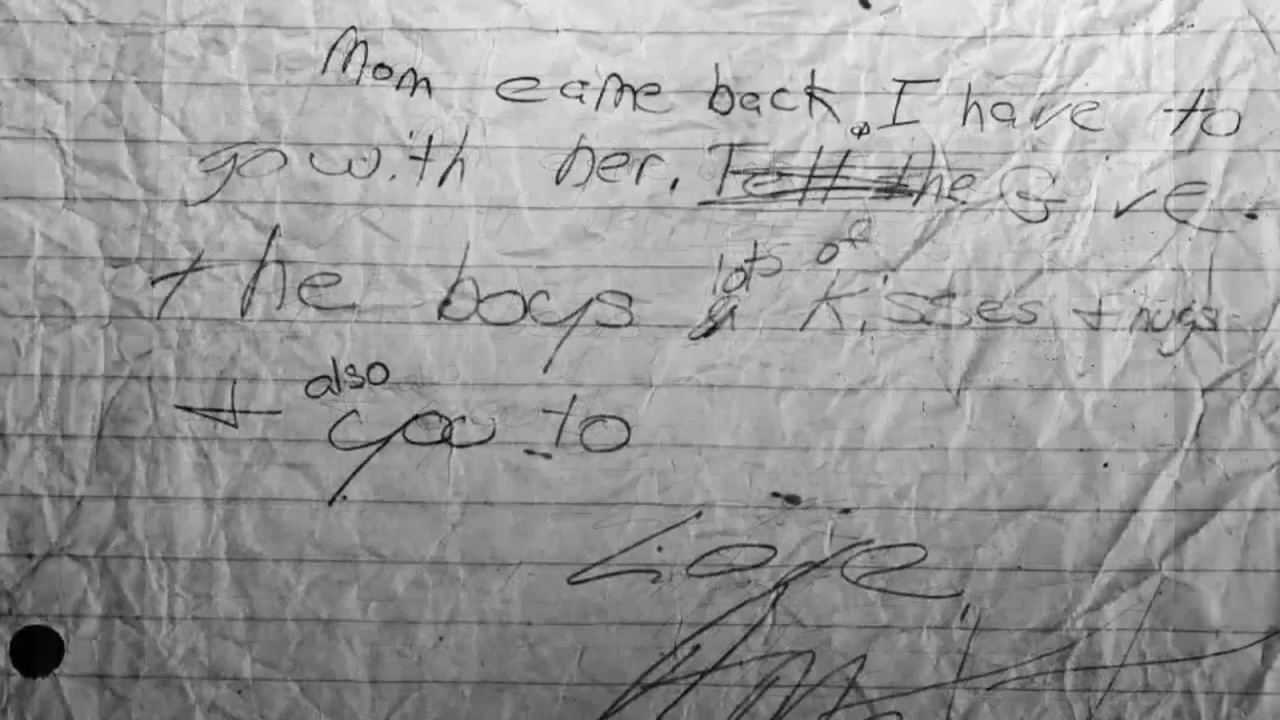 Mom came back. I have to
go with her. Tell the Give
the boys lots of kisses + hugs
+ also you to
Love,